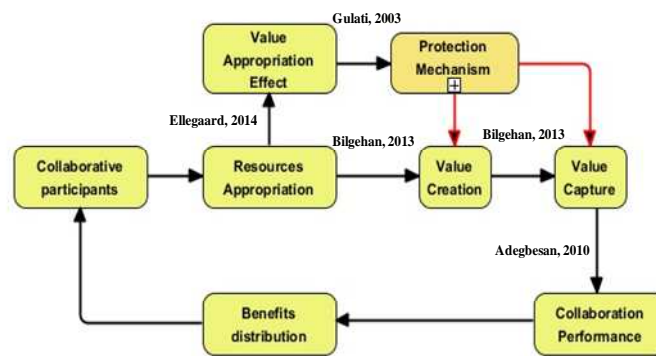 Gulati, 2003
Value
Appropriation
Effect
Protection
Mechanism
Ellegaard, 2014
Bilgehan, 2013
Bilgehan, 2013
Collaborative
participants
Resources
Appropriation
Value
Creation
Value
Capture
Adegbesan, 2010
Benefits
distribution
Collaboration
Performance